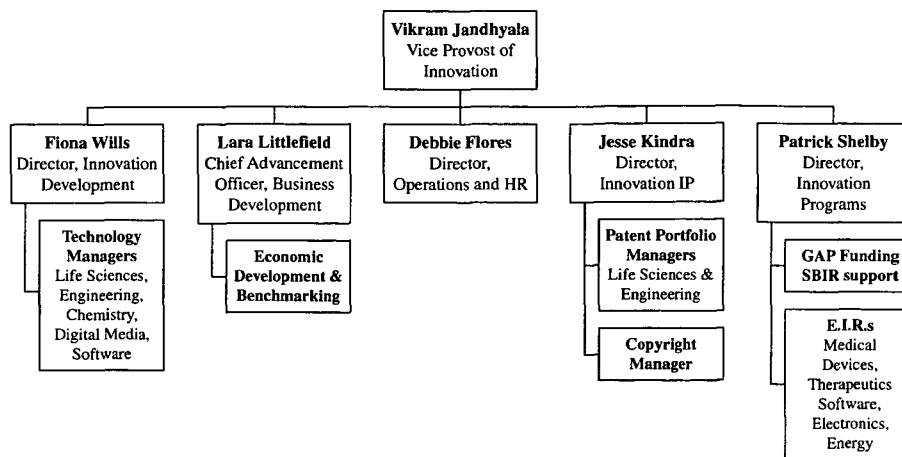 Vikram Jandhyala
Vice Provost of
Innovation
Fiona Wills
Director, Innovation
Development
Lara Littlefield
Chief Advancement
Officer, Business
Development
Debbie Flores
Director,
Operations and HR
Jesse Kindra
Director,
Innovation IP
Patrick Shelby
Director,
Innovation
Programs
Technology
Managers
Life Sciences,
Engineering,
Chemistry,
Digital Media,
Software
Economic
Development &
Benchmarking
Patent Portfolio
Managers
Life Sciences &
Engineering
Copyright
Manager
GAP Funding
SBIR support
E.I.R.s
Medical
Devices,
Therapeutics
Software,
Electronics,
Energy